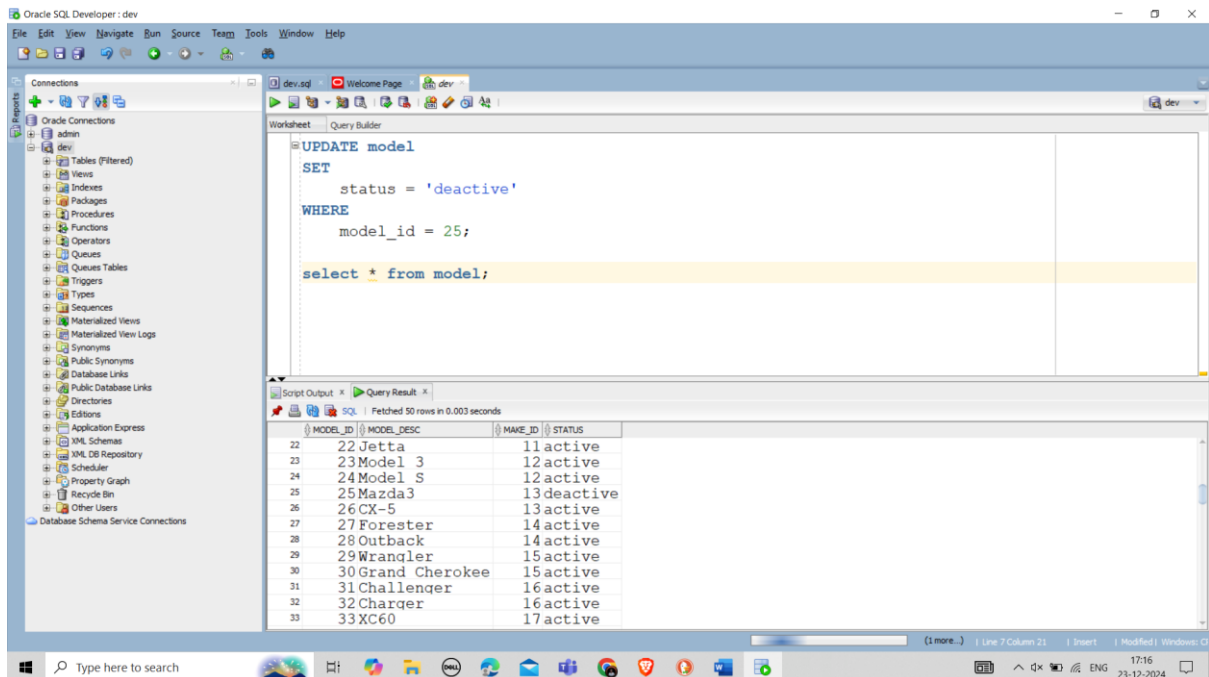 Oracle SQL Developer : dev
File Edit View Navigate Run Source Team Tools Window Help
Connections
dev.sql Welcome Page dev
Reports
dev
Oracle Connections
admin
dev
Tables (Filtered)
Views
Indexes
Packages
Procedures
Functions
Operators
Queues
Queues Tables
Triggers
Types
Sequences
Materialized Views
Materialized View Logs
Synonyms
Public Synonyms
Database Links
Public Database Links
Directories
Editions
Application Express
XML Schemas
XML DB Repository
Scheduler
Property Graph
Recycle Bin
Other Users
Database Schema Service Connections
Worksheet Query Builder
UPDATE model
SET
status = 'deactive'
WHERE
model_id = 25;
select * from model;
Script Output Query Result
SQL | Fetched 50 rows in 0.003 seconds
MODEL_ID MODEL_DESC MAKE_ID STATUS
22 22 Jetta 11 active
23 23 Model 3 12 active
24 24 Model S 12 active
25 25 Mazda3 13 deactive
26 26 CX-5 13 active
27 27 Forester 14 active
28 28 Outback 14 active
29 29 Wrangler 15 active
30 30 Grand Cherokee 15 active
31 31 Challenger 16 active
32 32 Charger 16 active
33 33 XC60 17 active
(1 more...) | Line 7 Column 21 | Insert | Modified | Windows: C
Type here to search
DELL
ENG
17:16
23-12-2024